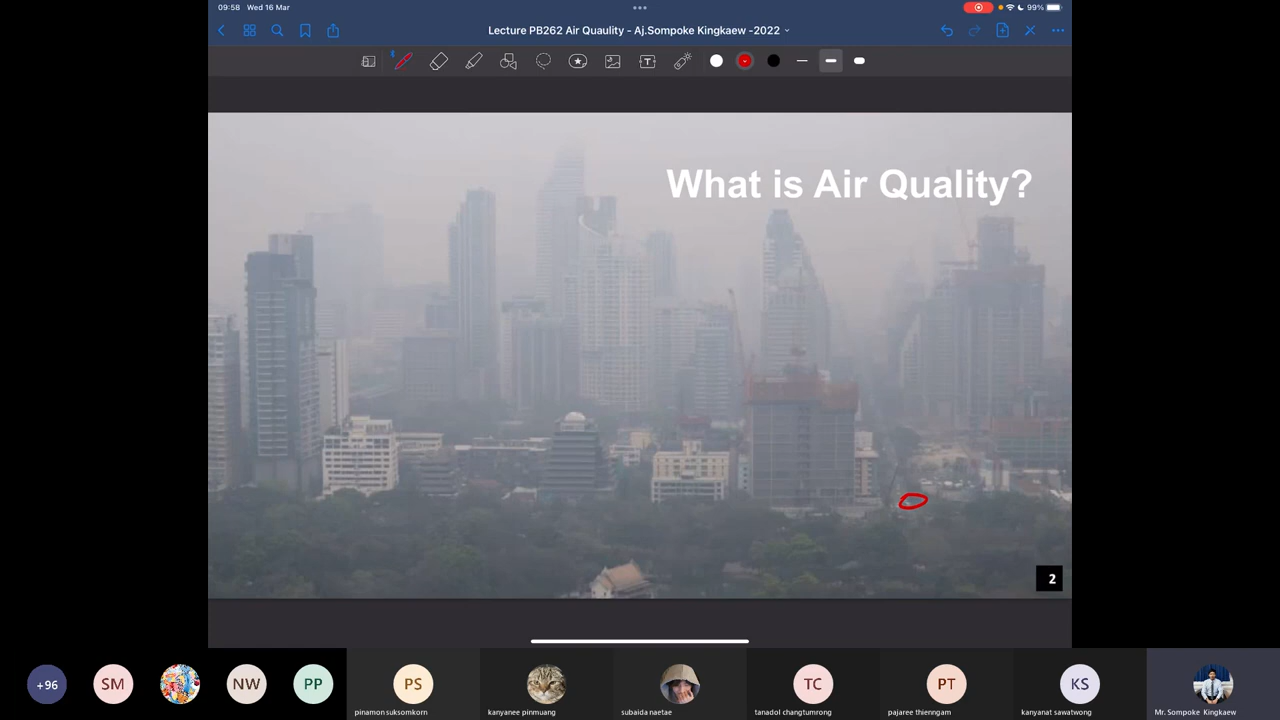 09:58 Wed 16 Mar
99%
Lecture PB262 Air Quaulity - Aj.Sompoke Kingkaew -2022
T
What is Air Quality?
2
+96
SM
NW
PP
PS
TC
PT
KS
pinamon suksomkorn
kanyanee pinmuang
subaida naetae
tanadol changtumrong
pajaree thienngam
kanyanat sawatwong
Mr. Sompoke Kingkaew